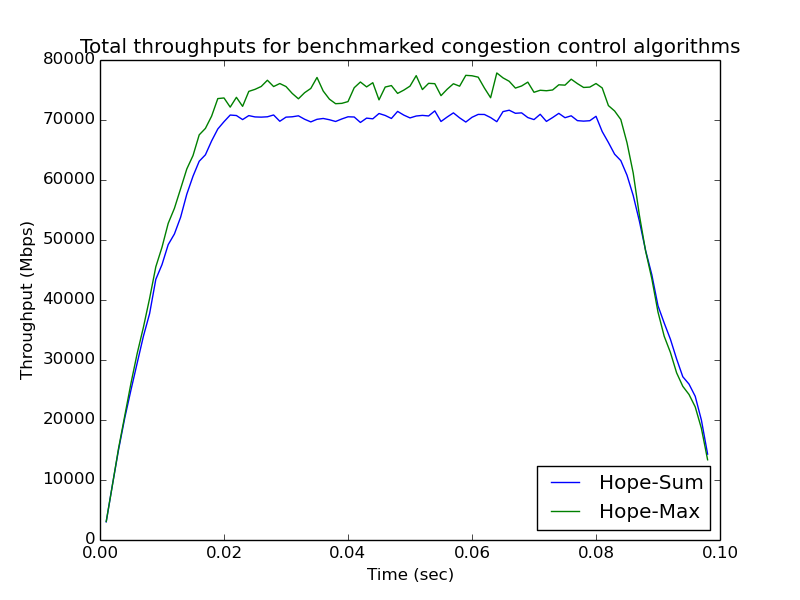 Total throughputs for benchmarked congestion control algorithms
80000
70000
60000
50000
40000
30000
20000
10000
0
Throughput (Mbps)
0.00 0.02 0.04 0.06 0.08 0.10
Time (sec)
Hope-Sum
Hope-Max